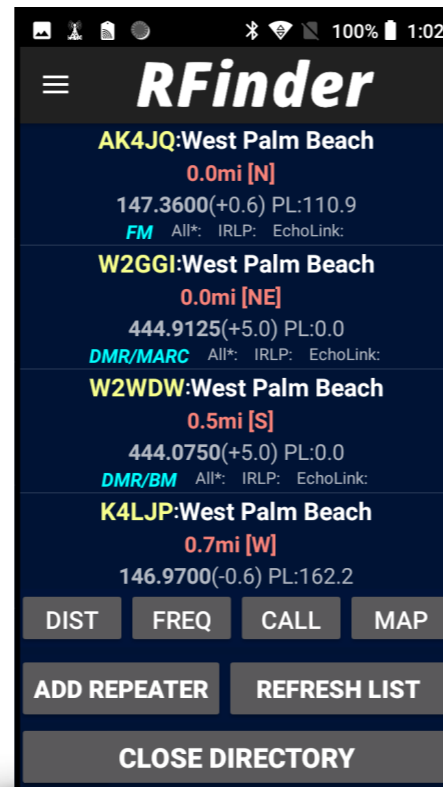 100% 1:02
RFinder
AK4JQ:West Palm Beach
0.0mi [N]
147.3600(+0.6) PL:110.9
FM All*: IRLP: EchoLink:
W2GGI:West Palm Beach
0.0mi [NE]
444.9125(+5.0) PL:0.0
DMR/MARC All*: IRLP: EchoLink:
W2WDW:West Palm Beach
0.5mi [S]
444.0750(+5.0) PL:0.0
DMR/BM All*: IRLP: EchoLink:
K4LJP:West Palm Beach
0.7mi [W]
146.9700(-0.6) PL:162.2
DIST FREQ CALL MAP
ADD REPEATER REFRESH LIST
CLOSE DIRECTORY